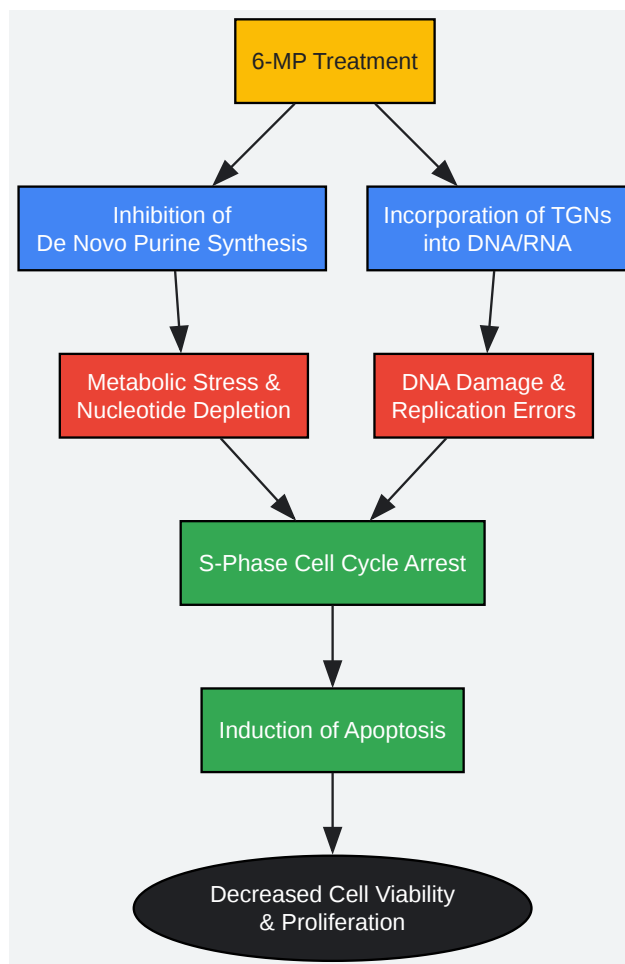 6-MP Treatment
Inhibition of
De Novo Purine Synthesis
Incorporation of TGNs
into DNA/RNA
Metabolic Stress &
Nucleotide Depletion
DNA Damage &
Replication Errors
S-Phase Cell Cycle Arrest
Induction of Apoptosis
Decreased Cell Viability
& Proliferation